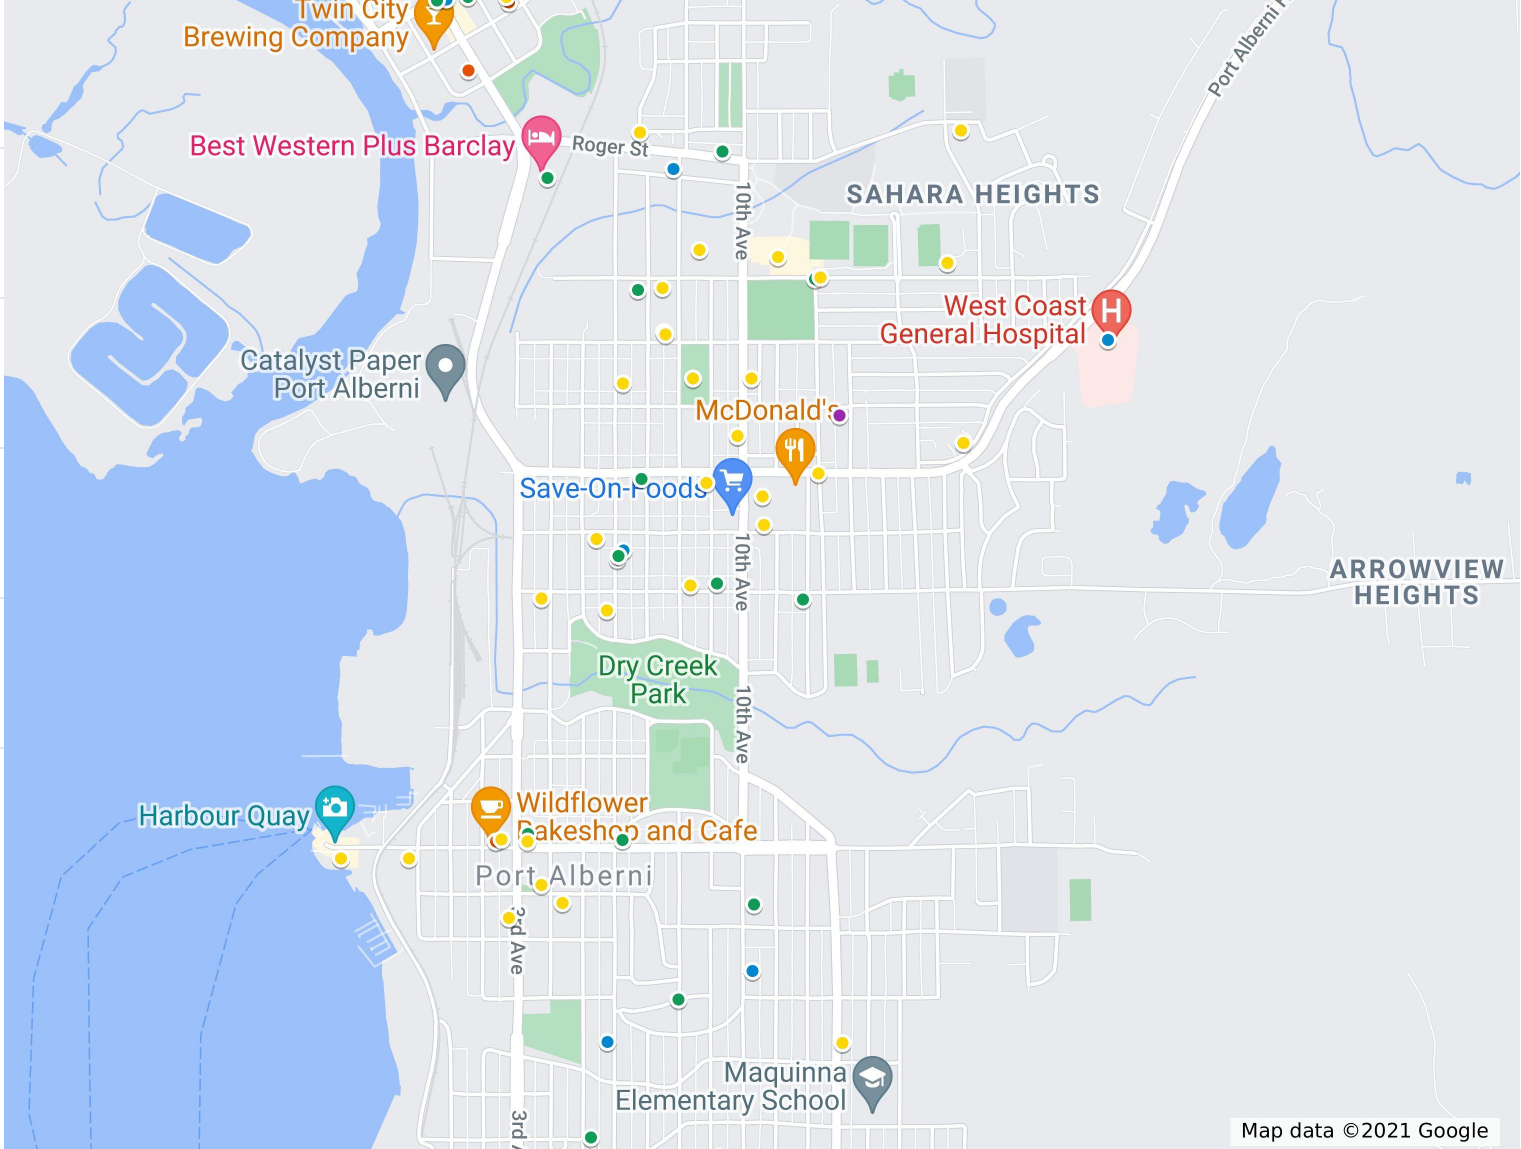 Twin City
Brewing Company
Port Alberni
Best Western Plus Barclay
Roger St
10th Ave
SAHARA HEIGHTS
West Coast
General Hospital
Catalyst Paper
Port Alberni
McDonald's
Save-On-Foods
10th Ave
ARROWVIEW
HEIGHTS
Dry Creek
Park
10th Ave
Harbour Quay
Wildflower
Bakeshop and Cafe
Port Alberni
3rd Ave
Maquinna
Elementary School
3rd
Map data ©2021 Google